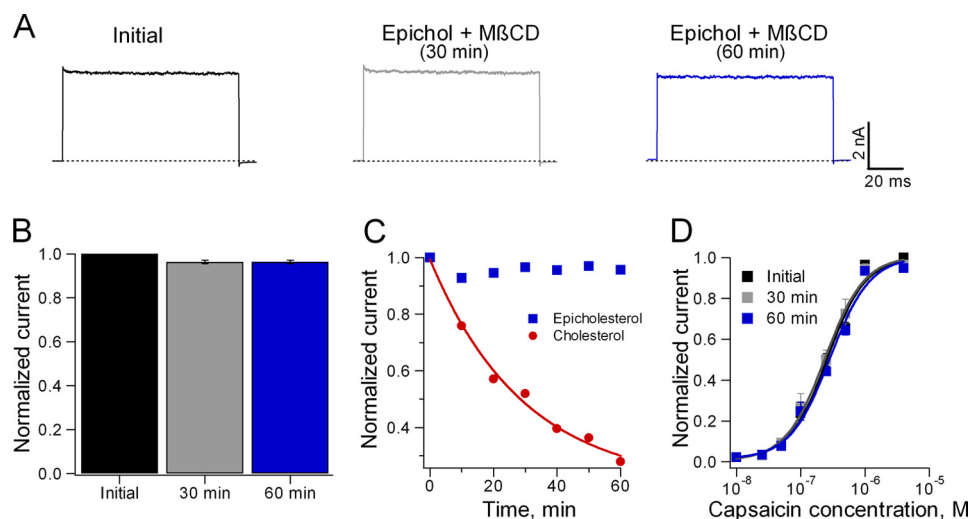 A
Initial
Epichol + MßCD
(30 min)
Epichol + MßCD
(60 min)
2 nA
20 ms
B
Normalized current
1.0
0.8
0.6
0.4
0.2
0.0
Initial
30 min
60 min
C
Normalized current
1.0
0.8
0.6
0.4
Epicholesterol
Cholesterol
0
20
40
60
Time, min
D
Normalized current
1.0
0.8
0.6
0.4
0.2
0.0
Initial
30 min
60 min
10⁻⁸
10⁻⁷
10⁻⁶
10⁻⁵
Capsaicin concentration, M